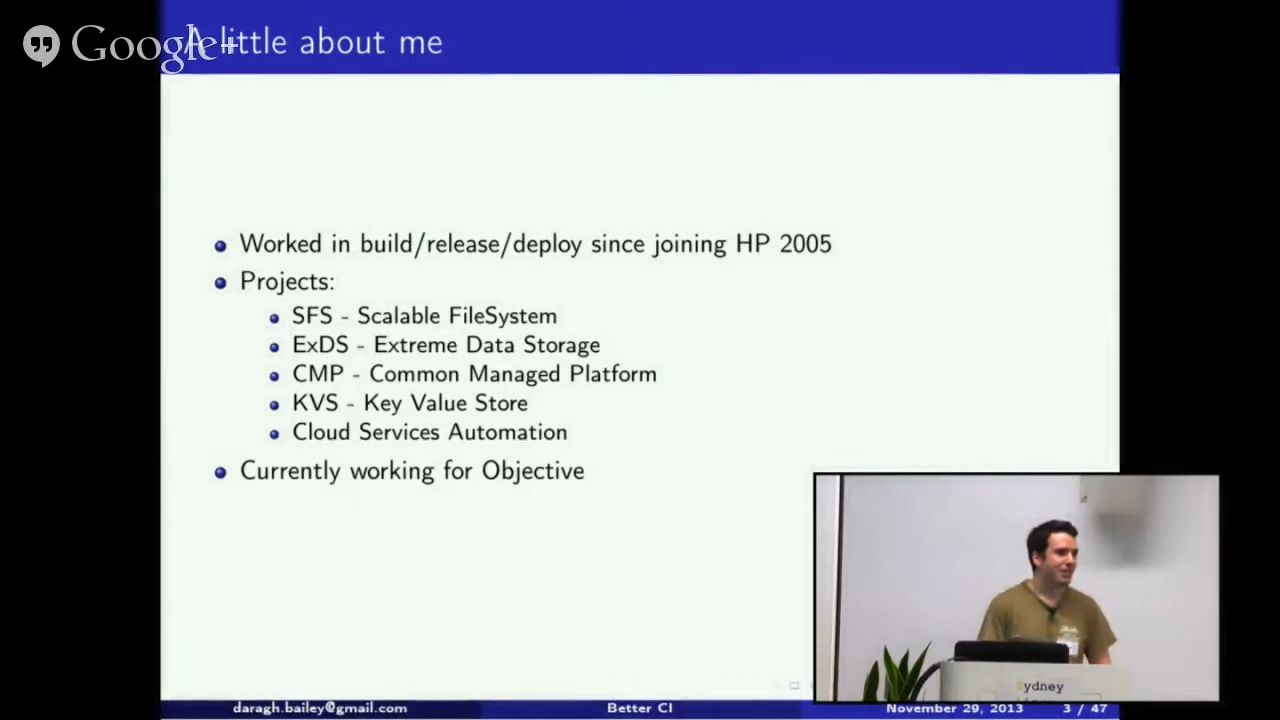 Google+
A little about me
Worked in build/release/deploy since joining HP 2005
Projects:
SFS - Scalable FileSystem
ExDS - Extreme Data Storage
CMP - Common Managed Platform
KVS - Key Value Store
Cloud Services Automation
Currently working for Objective
Sydney
daragh.bailey@gmail.com Better CI November 29, 2013 3 / 47